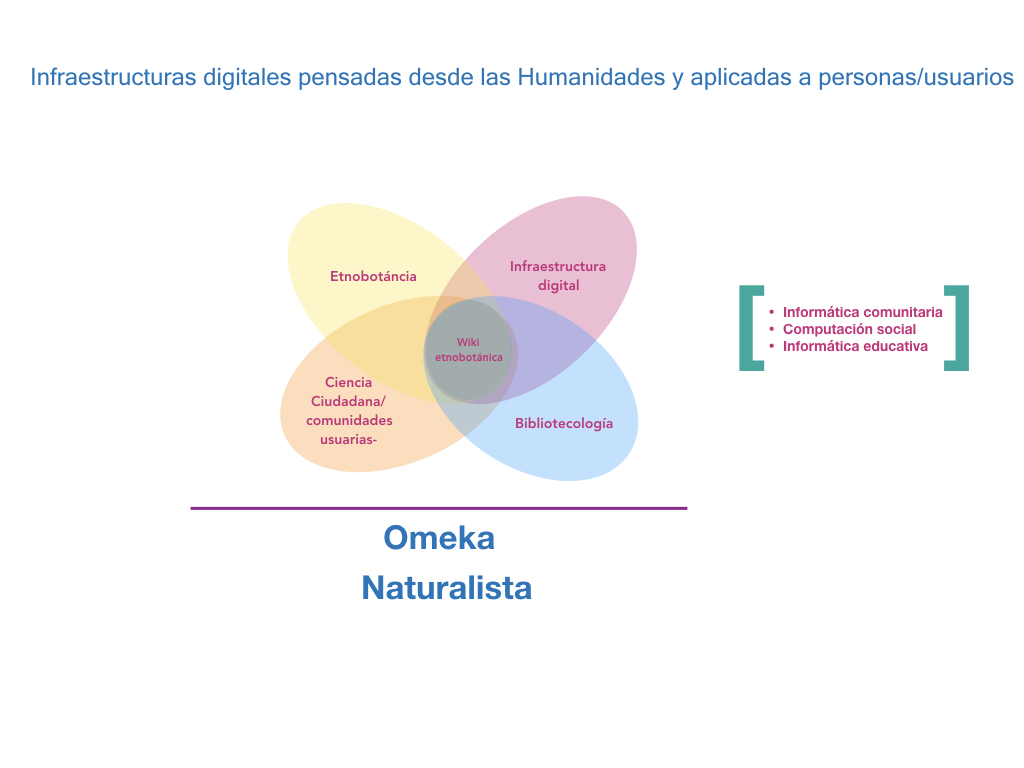 Infraestructuras digitales pensadas desde las Humanidades y aplicadas a personas/usuarios
Etnobotáncia
Infraestructura
digital
Wiki
etnobotánica
Ciencia
Ciudadana/
comunidades
usuarias-
Bibliotecología
• Informática comunitaria
• Computación social
• Informática educativa
Omeka
Naturalista